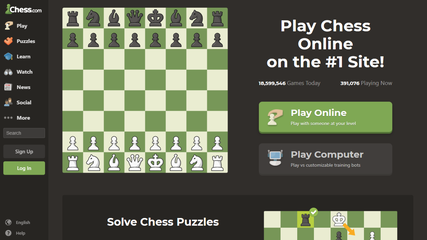 Chess.com
Play
Puzzles
Learn
Watch
News
Social
More
Search
Sign Up
Log In
English
Help
Play Chess
Online
on the #1 Site!
18,599,546 Games Today
391,076 Playing Now
Play Online
Play with someone at your level
Play Computer
Play vs customizable training bots
Solve Chess Puzzles